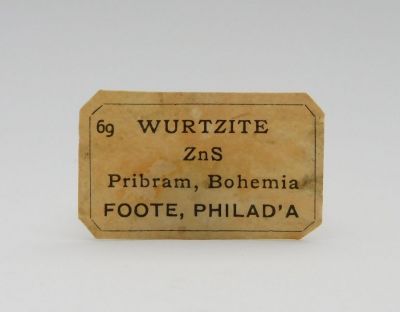 69 WURTZITE
ZnS
Pribram, Bohemia
FOOTE, PHILAD'A